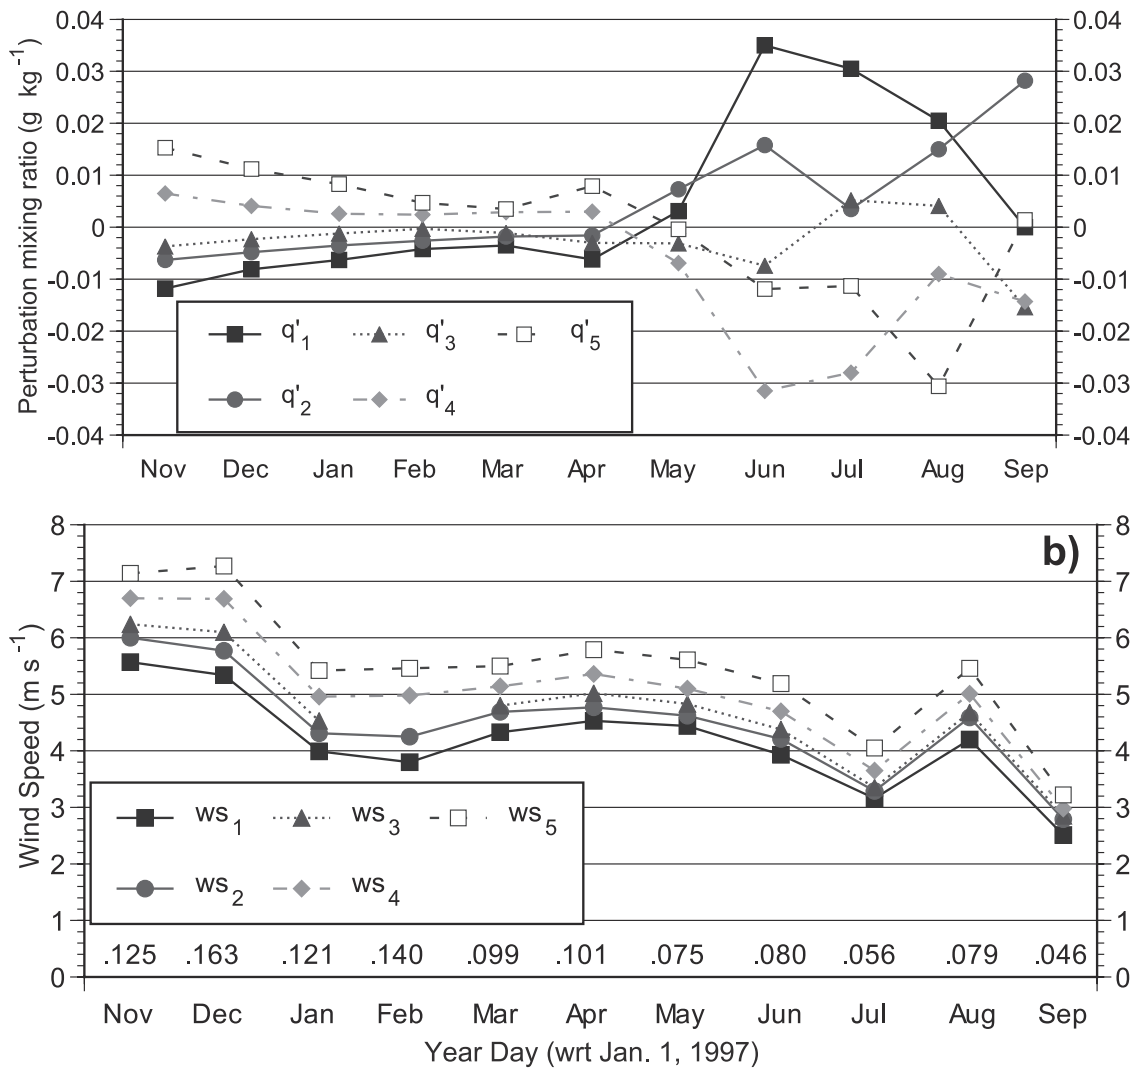 Perturbation mixing ratio (g kg-1)
0.04 0.04
0.03 0.03
0.02 0.02
0.01 0.01
0 0
-0.01 -0.01
-0.02 -0.02
-0.03 -0.03
-0.04 -0.04
q'1 q'3 q'5
q'2 q'4
Nov Dec Jan Feb Mar Apr May Jun Jul Aug Sep
b)
Wind Speed (m s-1)
8 8
7 7
6 6
5 5
4 4
3 3
2 2
1 1
0 0
ws1 ws3 ws5
ws2 ws4
.125 .163 .121 .140 .099 .101 .075 .080 .056 .079 .046
Nov Dec Jan Feb Mar Apr May Jun Jul Aug Sep
Year Day (wrt Jan. 1, 1997)